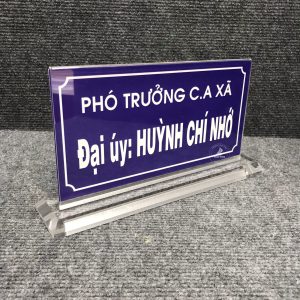 PHÓ TRƯỞNG C.A XÃ
Đại úy: HUỲNH CHÍ NHỚ